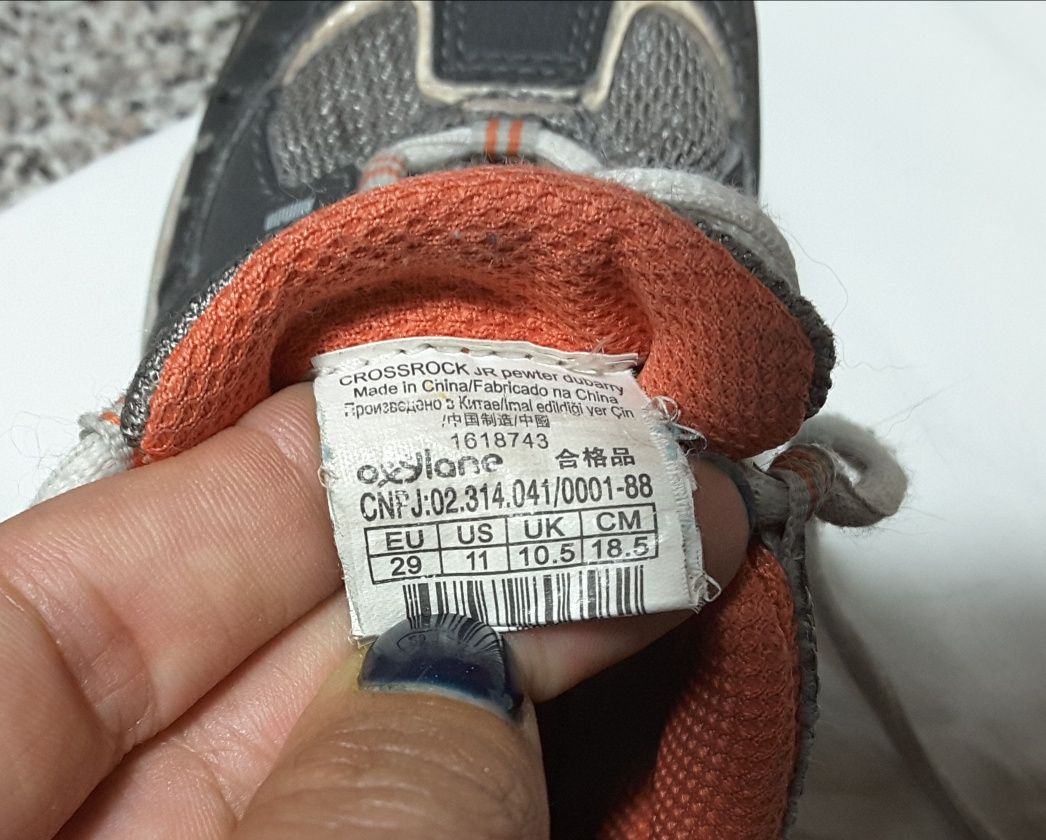 CROSSROCK JR pewter dubarry
Made in China/Fabricado na China
Произведено в Китае/Imal edildiği yer Çin
/中国制造/中國
1618743
oxylane 合格品
CNPJ:02.314.041/0001-88
EU US UK CM
29 11 10.5 18.5